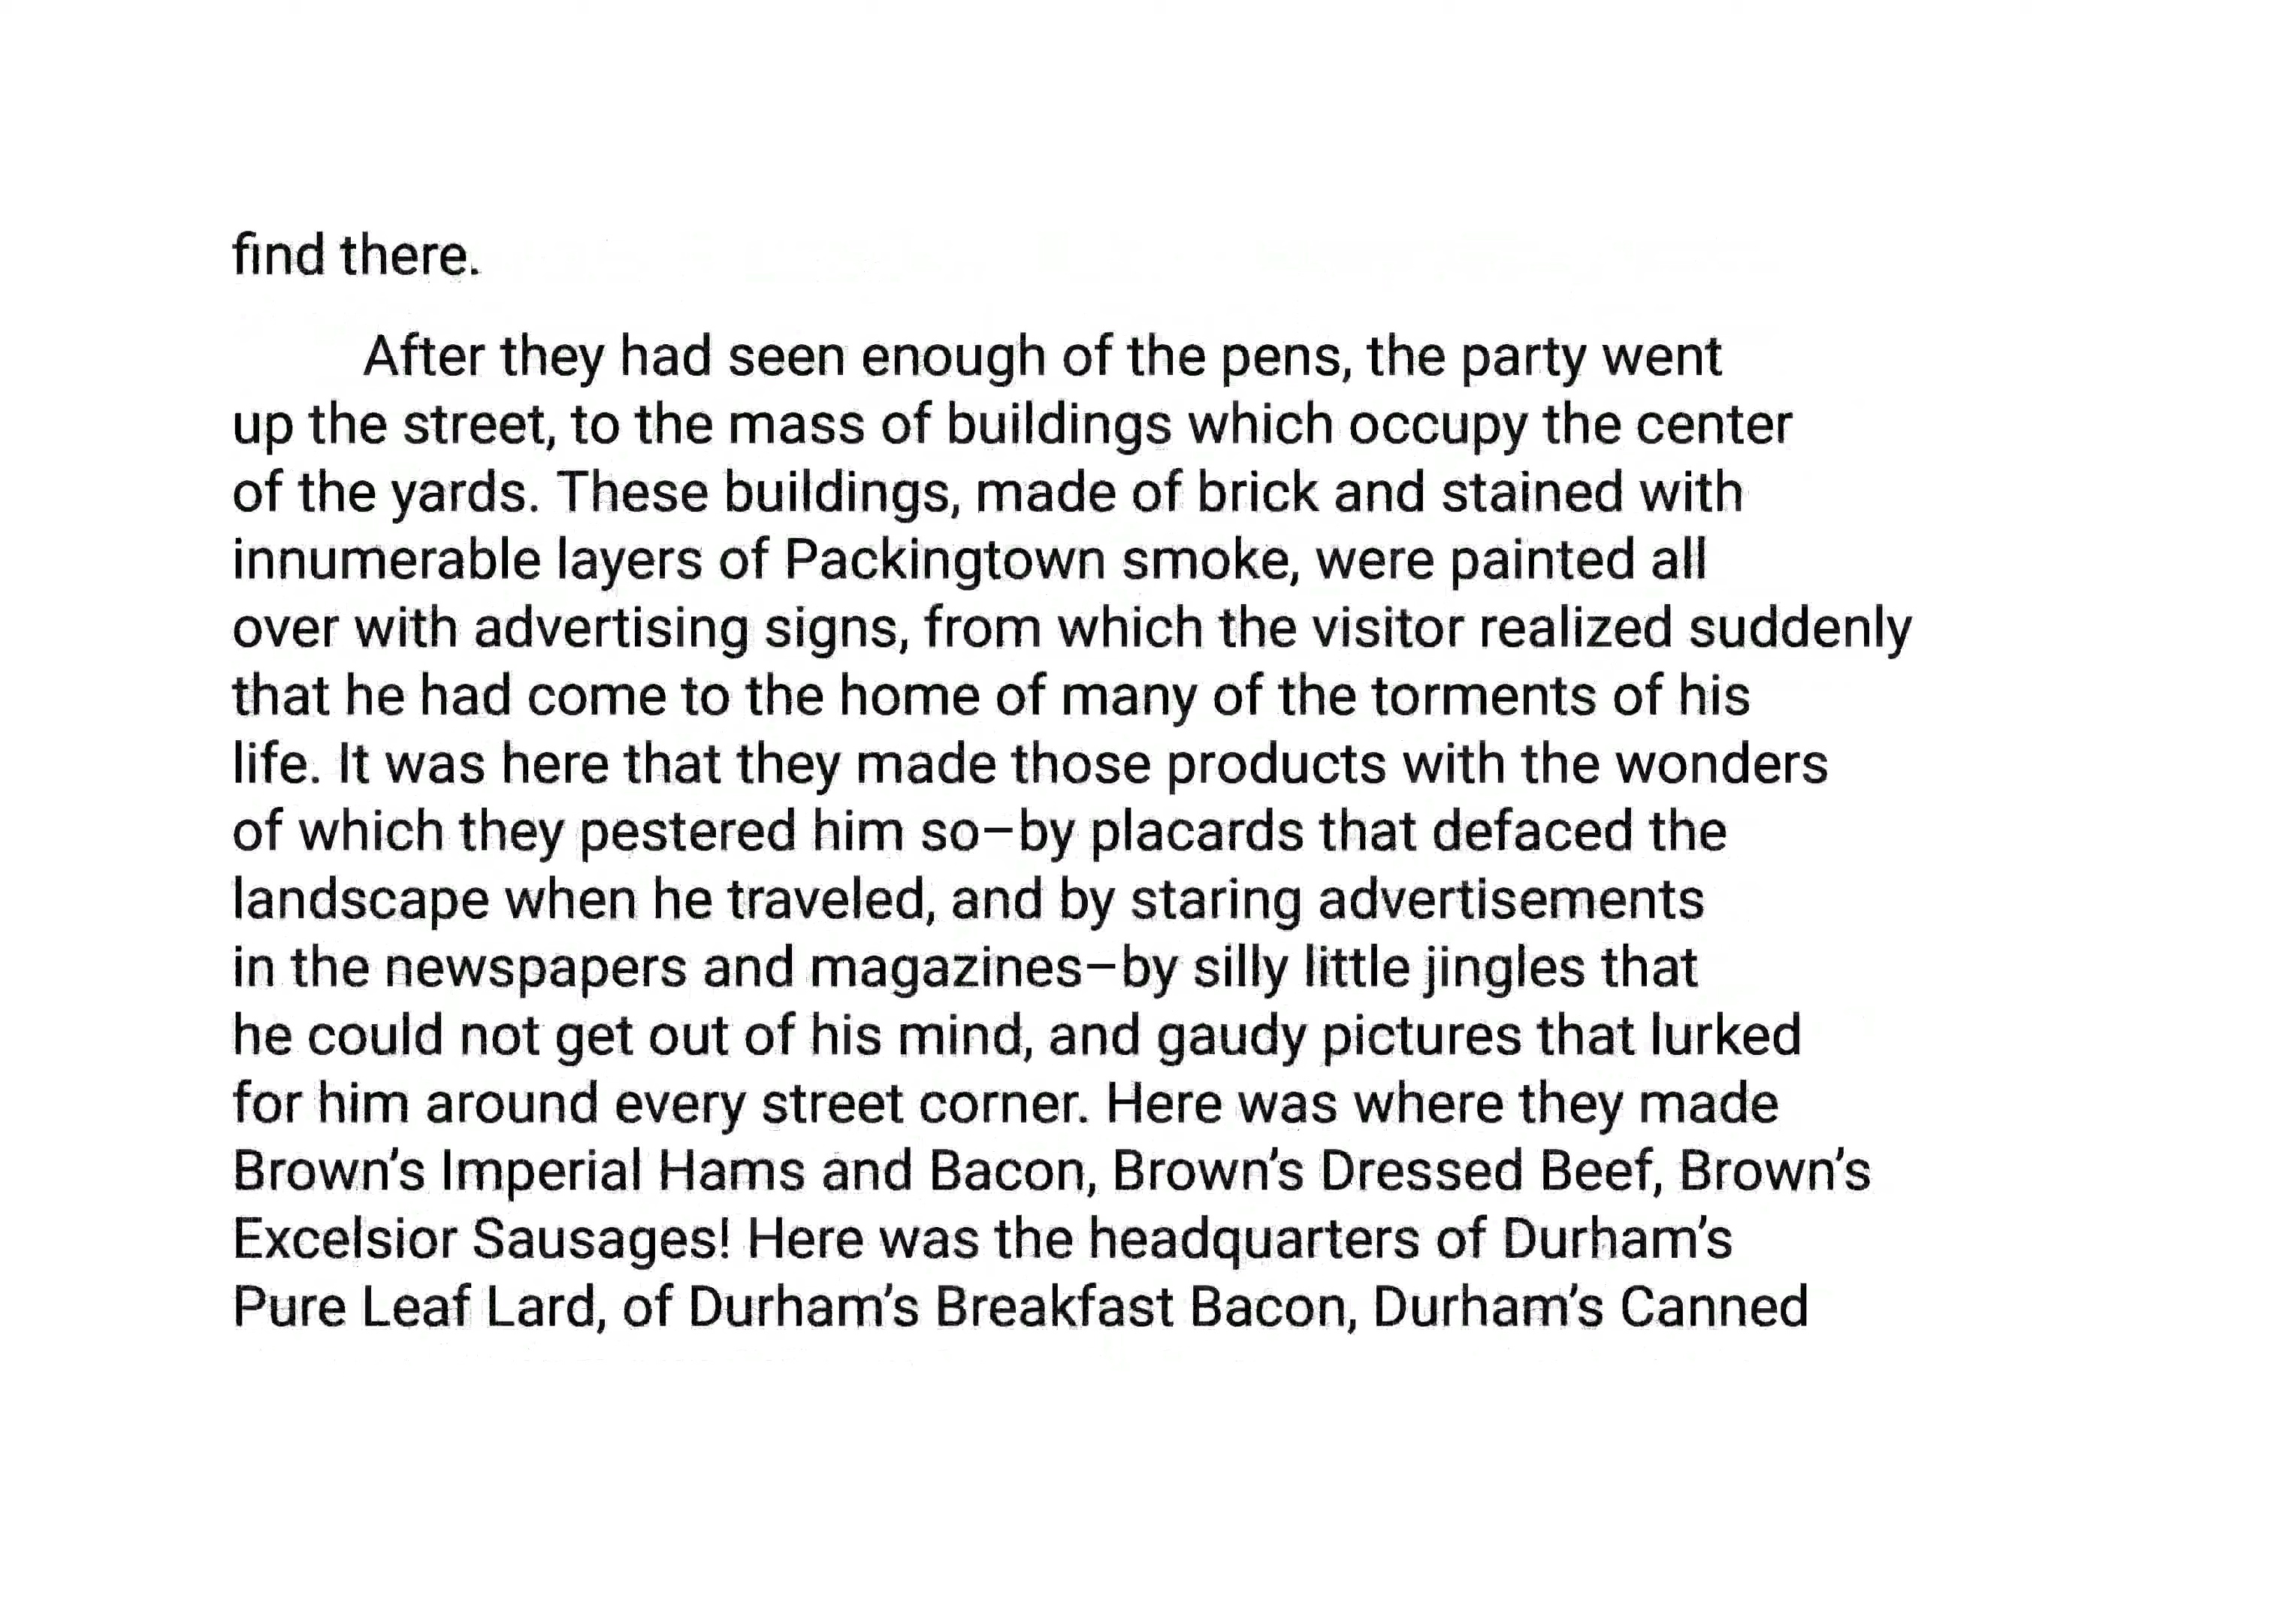 find there.
After they had seen enough of the pens, the party went
up the street, to the mass of buildings which occupy the center
of the yards. These buildings, made of brick and stained with
innumerable layers of Packingtown smoke, were painted all
over with advertising signs, from which the visitor realized suddenly
that he had come to the home of many of the torments of his
life. It was here that they made those products with the wonders
of which they pestered him so—by placards that defaced the
landscape when he traveled, and by staring advertisements
in the newspapers and magazines—by silly little jingles that
he could not get out of his mind, and gaudy pictures that lurked
for him around every street corner. Here was where they made
Brown’s Imperial Hams and Bacon, Brown’s Dressed Beef, Brown’s
Excelsior Sausages! Here was the headquarters of Durham’s
Pure Leaf Lard, of Durham’s Breakfast Bacon, Durham’s Canned